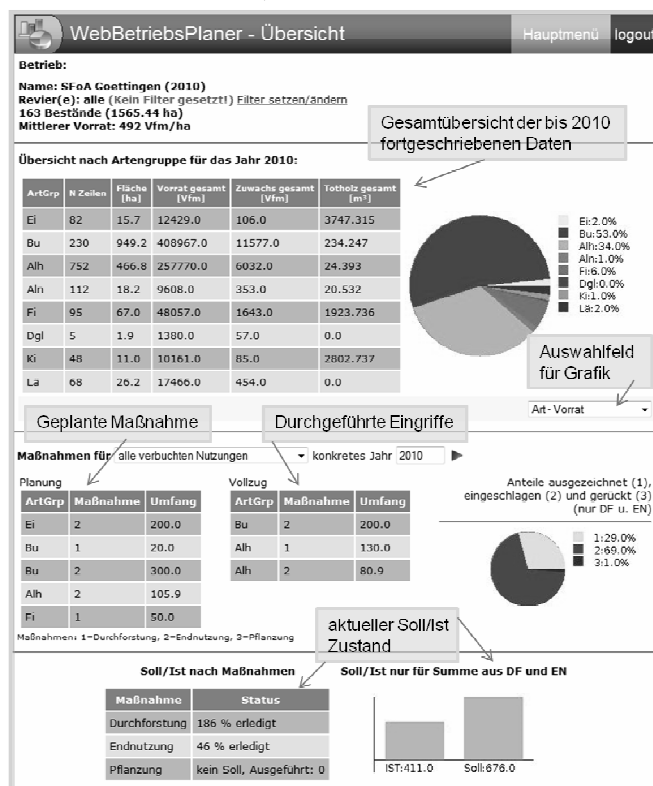 WebBetriebsPlaner - Übersicht
Hauptmenü logout
Betrieb:
Name: SFoA Goettingen (2010)
Revier(e): alle (Kein Filter gesetzt!) Filter setzen/ändern
163 Bestände (1565.44 ha)
Mittlerer Vorrat: 492 Vfm/ha
Gesamtübersicht der bis 2010
fortgeschriebenen Daten
Übersicht nach Artengruppe für das Jahr 2010:
ArtGrp N Zeilen Fläche [ha] Vorrat gesamt [Vfm] Zuwachs gesamt [Vfm] Totholz gesamt [m³]
Ei 82 15.7 12429.0 106.0 3747.315
Bu 230 949.2 408967.0 11577.0 234.247
Alh 752 466.8 257770.0 6032.0 24.393
Aln 112 18.2 9608.0 353.0 20.532
Fi 95 67.0 48057.0 1643.0 1923.736
Dgl 5 1.9 1380.0 57.0 0.0
Ki 48 11.0 10161.0 85.0 2802.737
La 68 26.2 17466.0 454.0 0.0
Ei:2.0%
Bu:53.0%
Alh:34.0%
Aln:1.0%
Fi:6.0%
Dgl:0.0%
Ki:1.0%
La:2.0%
Auswahlfeld
für Grafik
Art-Vorrat
Geplante Maßnahme
Durchgeführte Eingriffe
Maßnahmen für alle verbuchten Nutzungen konkretes Jahr 2010
Planung
ArtGrp Maßnahme Umfang
Ei 2 200.0
Bu 1 20.0
Bu 2 300.0
Alh 2 105.9
Fi 1 50.0
Vollzug
ArtGrp Maßnahme Umfang
Bu 2 200.0
Alh 1 130.0
Alh 2 80.9
Anteile ausgezeichnet (1),
eingeschlagen (2) und gerückt (3)
(nur DF u. EN)
1:29.0%
2:69.0%
3:1.0%
Maßnahmen: 1=Durchforstung, 2=Endnutzung, 3=Pflanzung
aktueller Soll/Ist
Zustand
Soll/Ist nach Maßnahmen
Maßnahme Status
Durchforstung 186 % erledigt
Endnutzung 46 % erledigt
Pflanzung kein Soll, Ausgeführt: 0
Soll/Ist nur für Summe aus DF und EN
IST:411.0 Soll:676.0